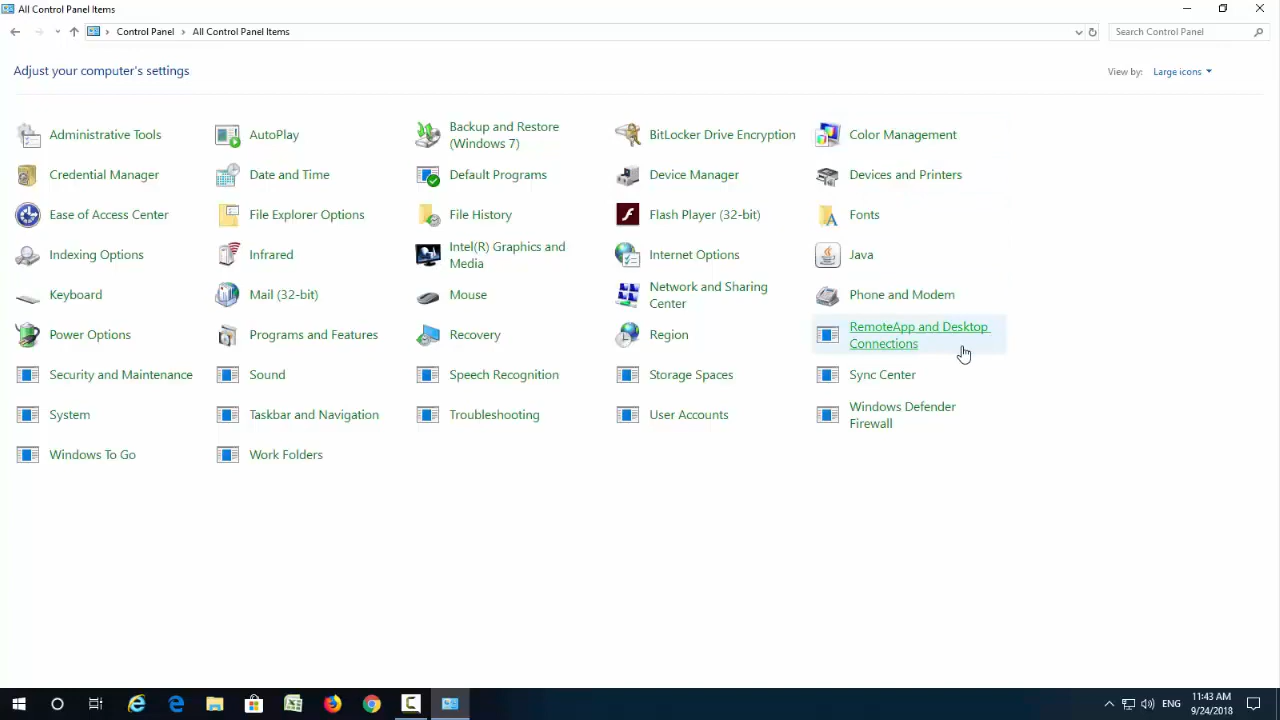 All Control Panel Items
Control Panel > All Control Panel Items
Search Control Panel
Adjust your computer's settings
View by: Large icons
Administrative Tools
AutoPlay
Backup and Restore
(Windows 7)
BitLocker Drive Encryption
Color Management
Credential Manager
Date and Time
Default Programs
Device Manager
Devices and Printers
Ease of Access Center
File Explorer Options
File History
Flash Player (32-bit)
Fonts
Indexing Options
Infrared
Intel(R) Graphics and
Media
Internet Options
Java
Keyboard
Mail (32-bit)
Mouse
Network and Sharing
Center
Phone and Modem
Power Options
Programs and Features
Recovery
Region
RemoteApp and Desktop
Connections
Security and Maintenance
Sound
Speech Recognition
Storage Spaces
Sync Center
System
Taskbar and Navigation
Troubleshooting
User Accounts
Windows Defender
Firewall
Windows To Go
Work Folders
ENG
11:43 AM
9/24/2018